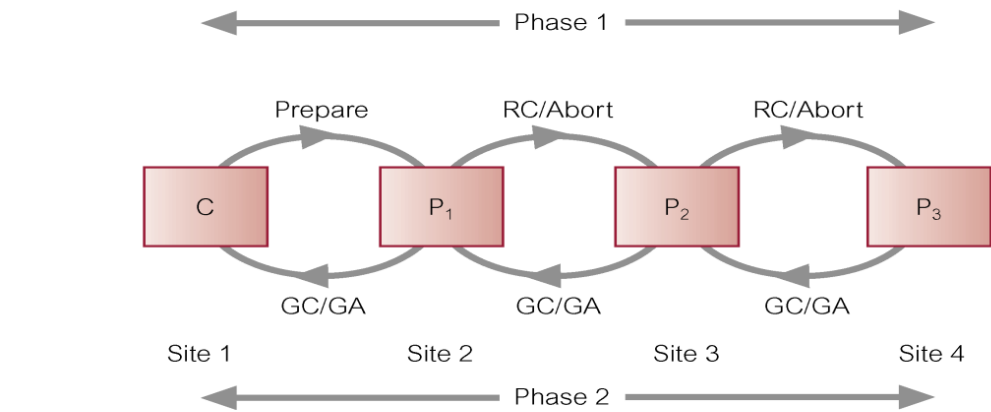 Phase 1
Prepare RC/Abort RC/Abort
C P₁ P₂ P₃
GC/GA GC/GA GC/GA
Site 1 Site 2 Site 3 Site 4
Phase 2